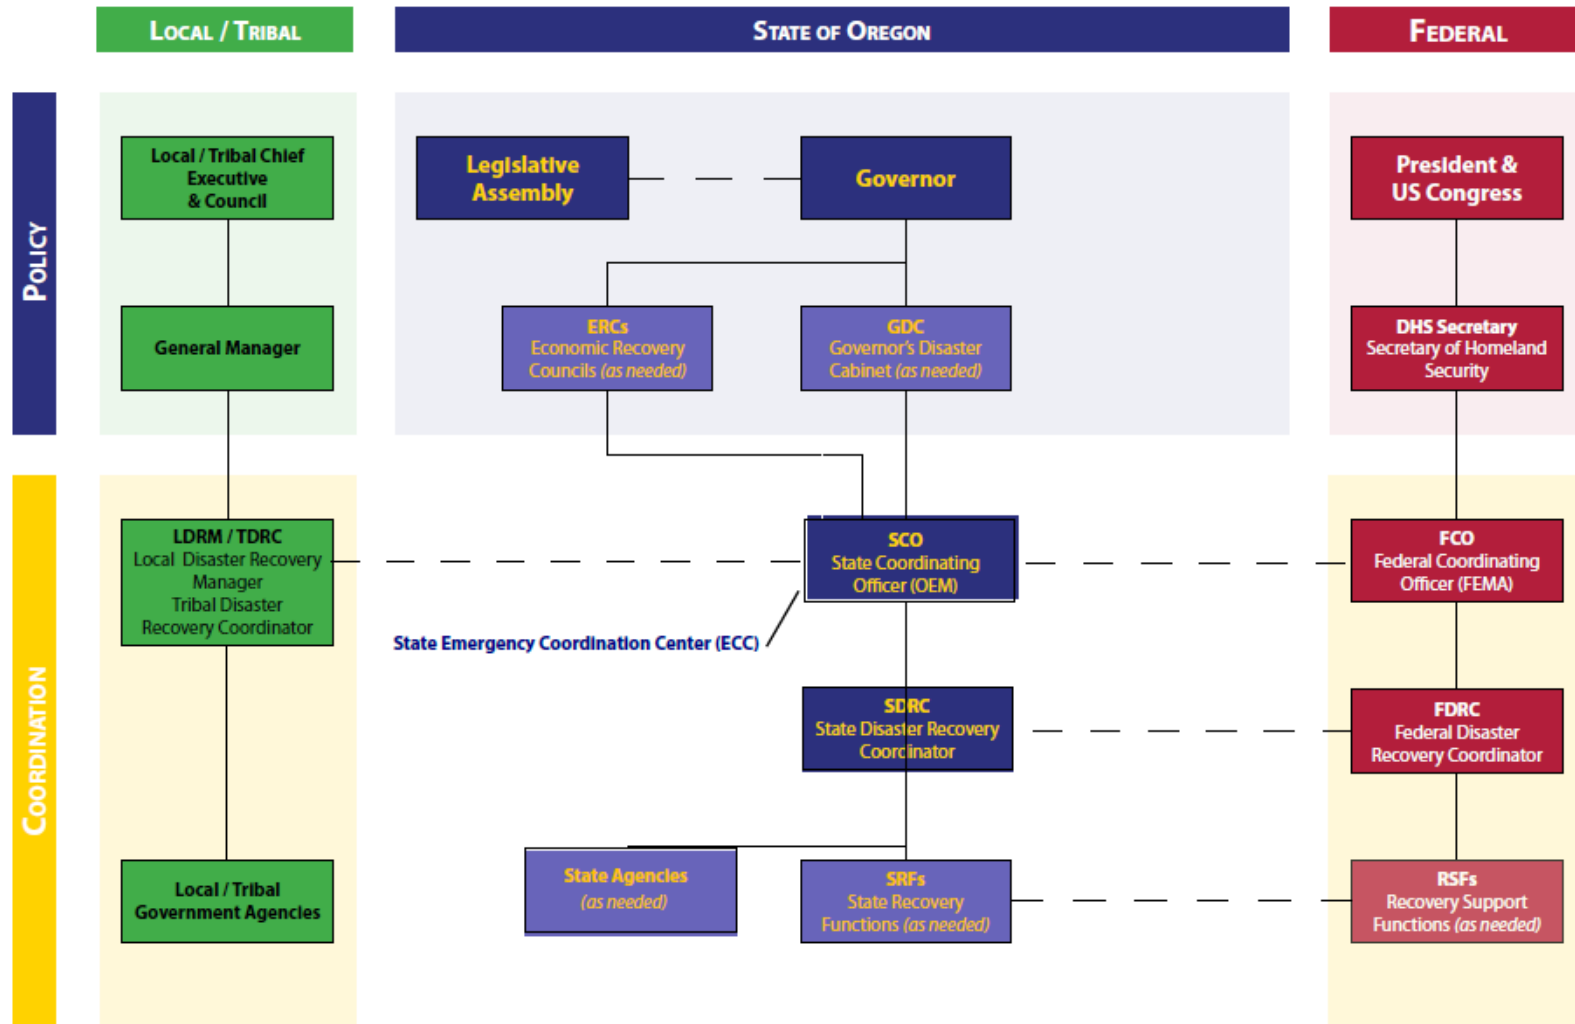 LOCAL / TRIBAL
STATE OF OREGON
FEDERAL
POLICY
Local / Tribal Chief
Executive
& Council
Legislative
Assembly
Governor
President &
US Congress
General Manager
ERCs
Economic Recovery
Councils (as needed)
GDC
Governor's Disaster
Cabinet (as needed)
DHS Secretary
Secretary of Homeland
Security
COORDINATION
LDRM / TDRC
Local Disaster Recovery
Manager
Tribal Disaster
Recovery Coordinator
SCO
State Coordinating
Officer (OEM)
FCO
Federal Coordinating
Officer (FEMA)
State Emergency Coordination Center (ECC)
SDRC
State Disaster Recovery
Coordinator
FDRC
Federal Disaster
Recovery Coordinator
Local / Tribal
Government Agencies
State Agencies
(as needed)
SRFs
State Recovery
Functions (as needed)
RSFs
Recovery Support
Functions (as needed)